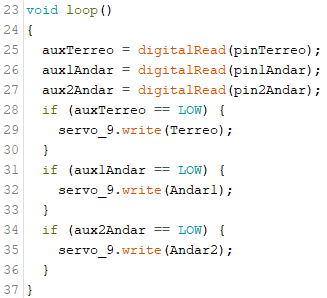 23 void loop()
24 {
25   auxTerreo = digitalRead(pinTerreo);
26   aux1Andar = digitalRead(pin1Andar);
27   aux2Andar = digitalRead(pin2Andar);
28   if (auxTerreo == LOW) {
29     servo_9.write(Terreo);
30   }
31   if (aux1Andar == LOW) {
32     servo_9.write(Andar1);
33   }
34   if (aux2Andar == LOW) {
35     servo_9.write(Andar2);
36   }
37 }